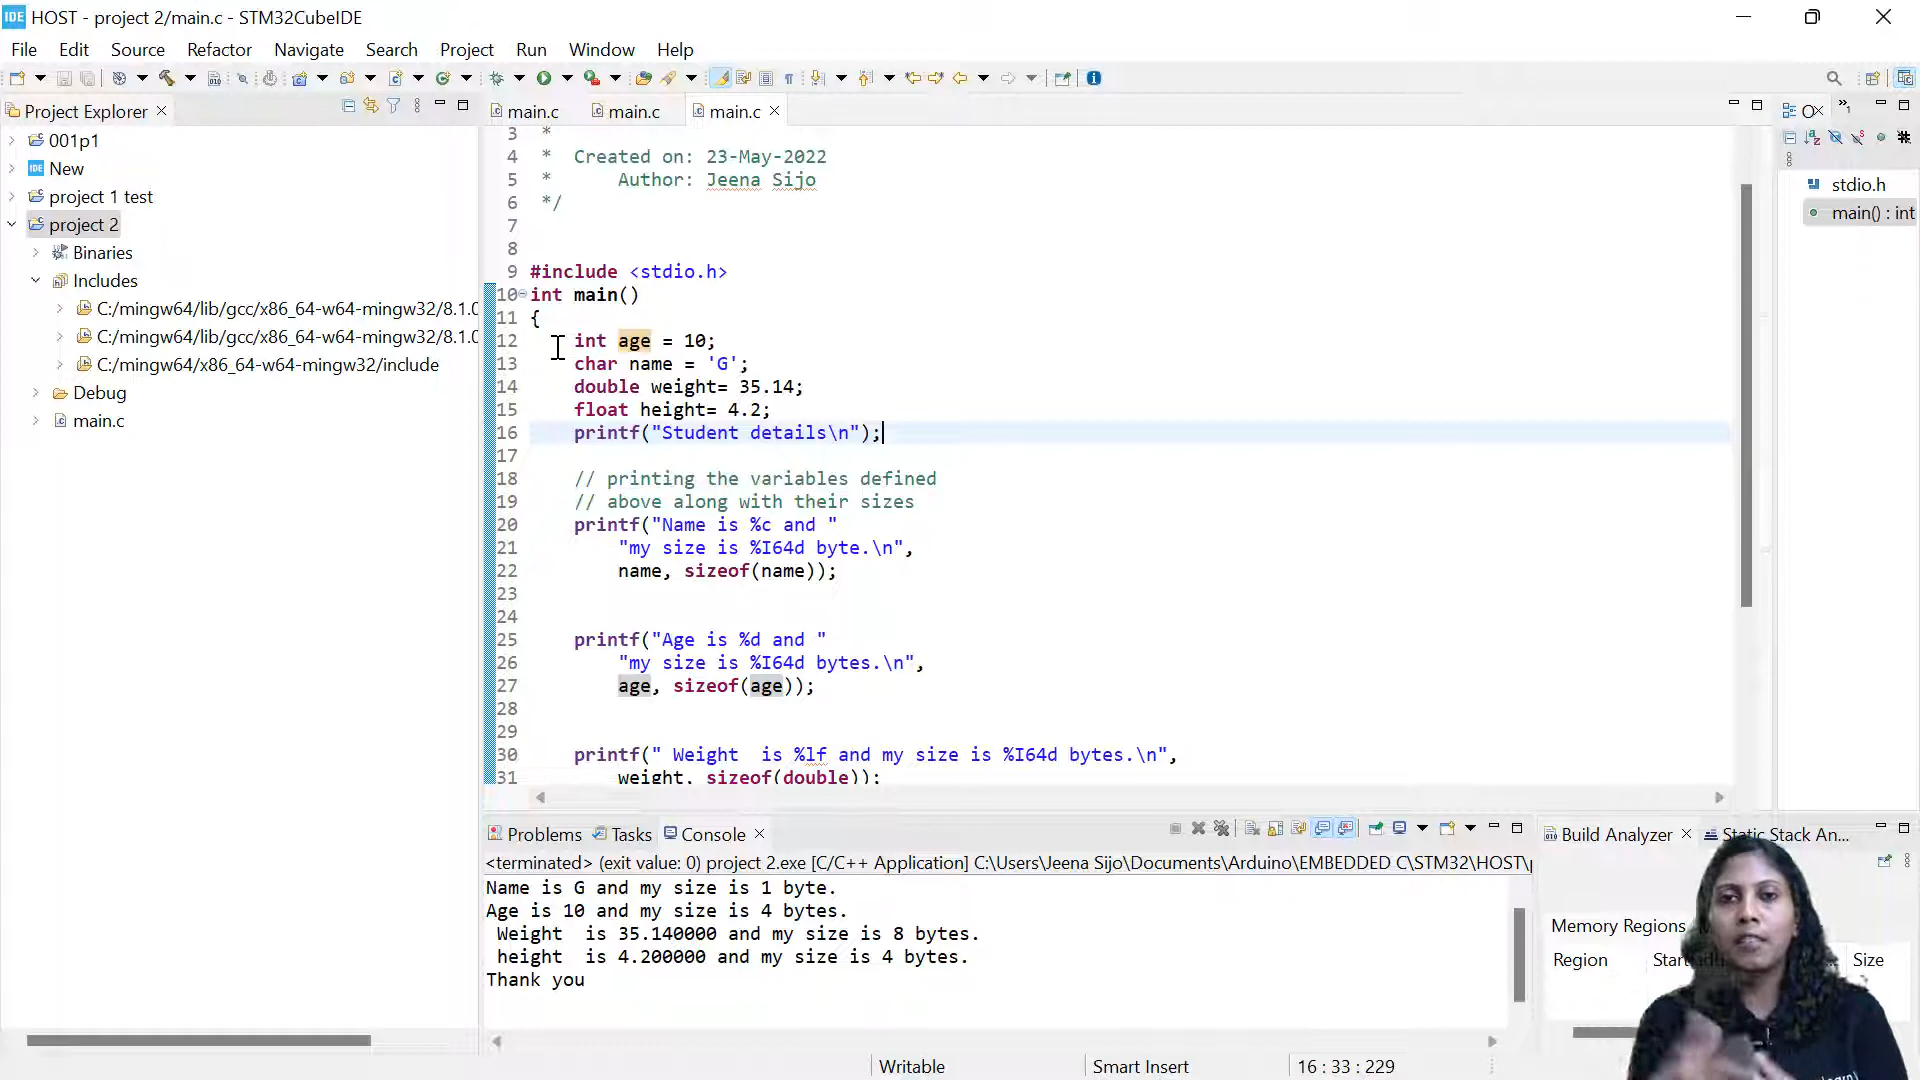 IDE HOST - project 2/main.c - STM32CubeIDE
File Edit Source Refactor Navigate Search Project Run Window Help
Project Explorer
main.c main.c main.c
001p1
IDE New
project 1 test
project 2
Binaries
Includes
C:/mingw64/lib/gcc/x86_64-w64-mingw32/8.1.0
C:/mingw64/lib/gcc/x86_64-w64-mingw32/8.1.0
C:/mingw64/x86_64-w64-mingw32/include
Debug
main.c
3 *
4 * Created on: 23-May-2022
5 * Author: Jeena Sijo
6 */
7
8
9 #include <stdio.h>
10 int main()
11 {
12 int age = 10;
13 char name = 'G';
14 double weight= 35.14;
15 float height= 4.2;
16 printf("Student details\n");
17
18 // printing the variables defined
19 // above along with their sizes
20 printf("Name is %c and "
21 "my size is %I64d byte.\n",
22 name, sizeof(name));
23
24
25 printf("Age is %d and "
26 "my size is %I64d bytes.\n",
27 age, sizeof(age));
28
29
30 printf(" Weight  is %lf and my size is %I64d bytes.\n",
31 weight, sizeof(double));
stdio.h
main() : int
Problems Tasks Console
<terminated> (exit value: 0) project 2.exe [C/C++ Application] C:\Users\Jeena Sijo\Documents\Arduino\EMBEDDED C\STM32\HOST\p
Name is G and my size is 1 byte.
Age is 10 and my size is 4 bytes.
Weight  is 35.140000 and my size is 8 bytes.
height  is 4.200000 and my size is 4 bytes.
Thank you
Build Analyzer Static Stack An...
Memory Regions
Region Size
Writable Smart Insert 16 : 33 : 229